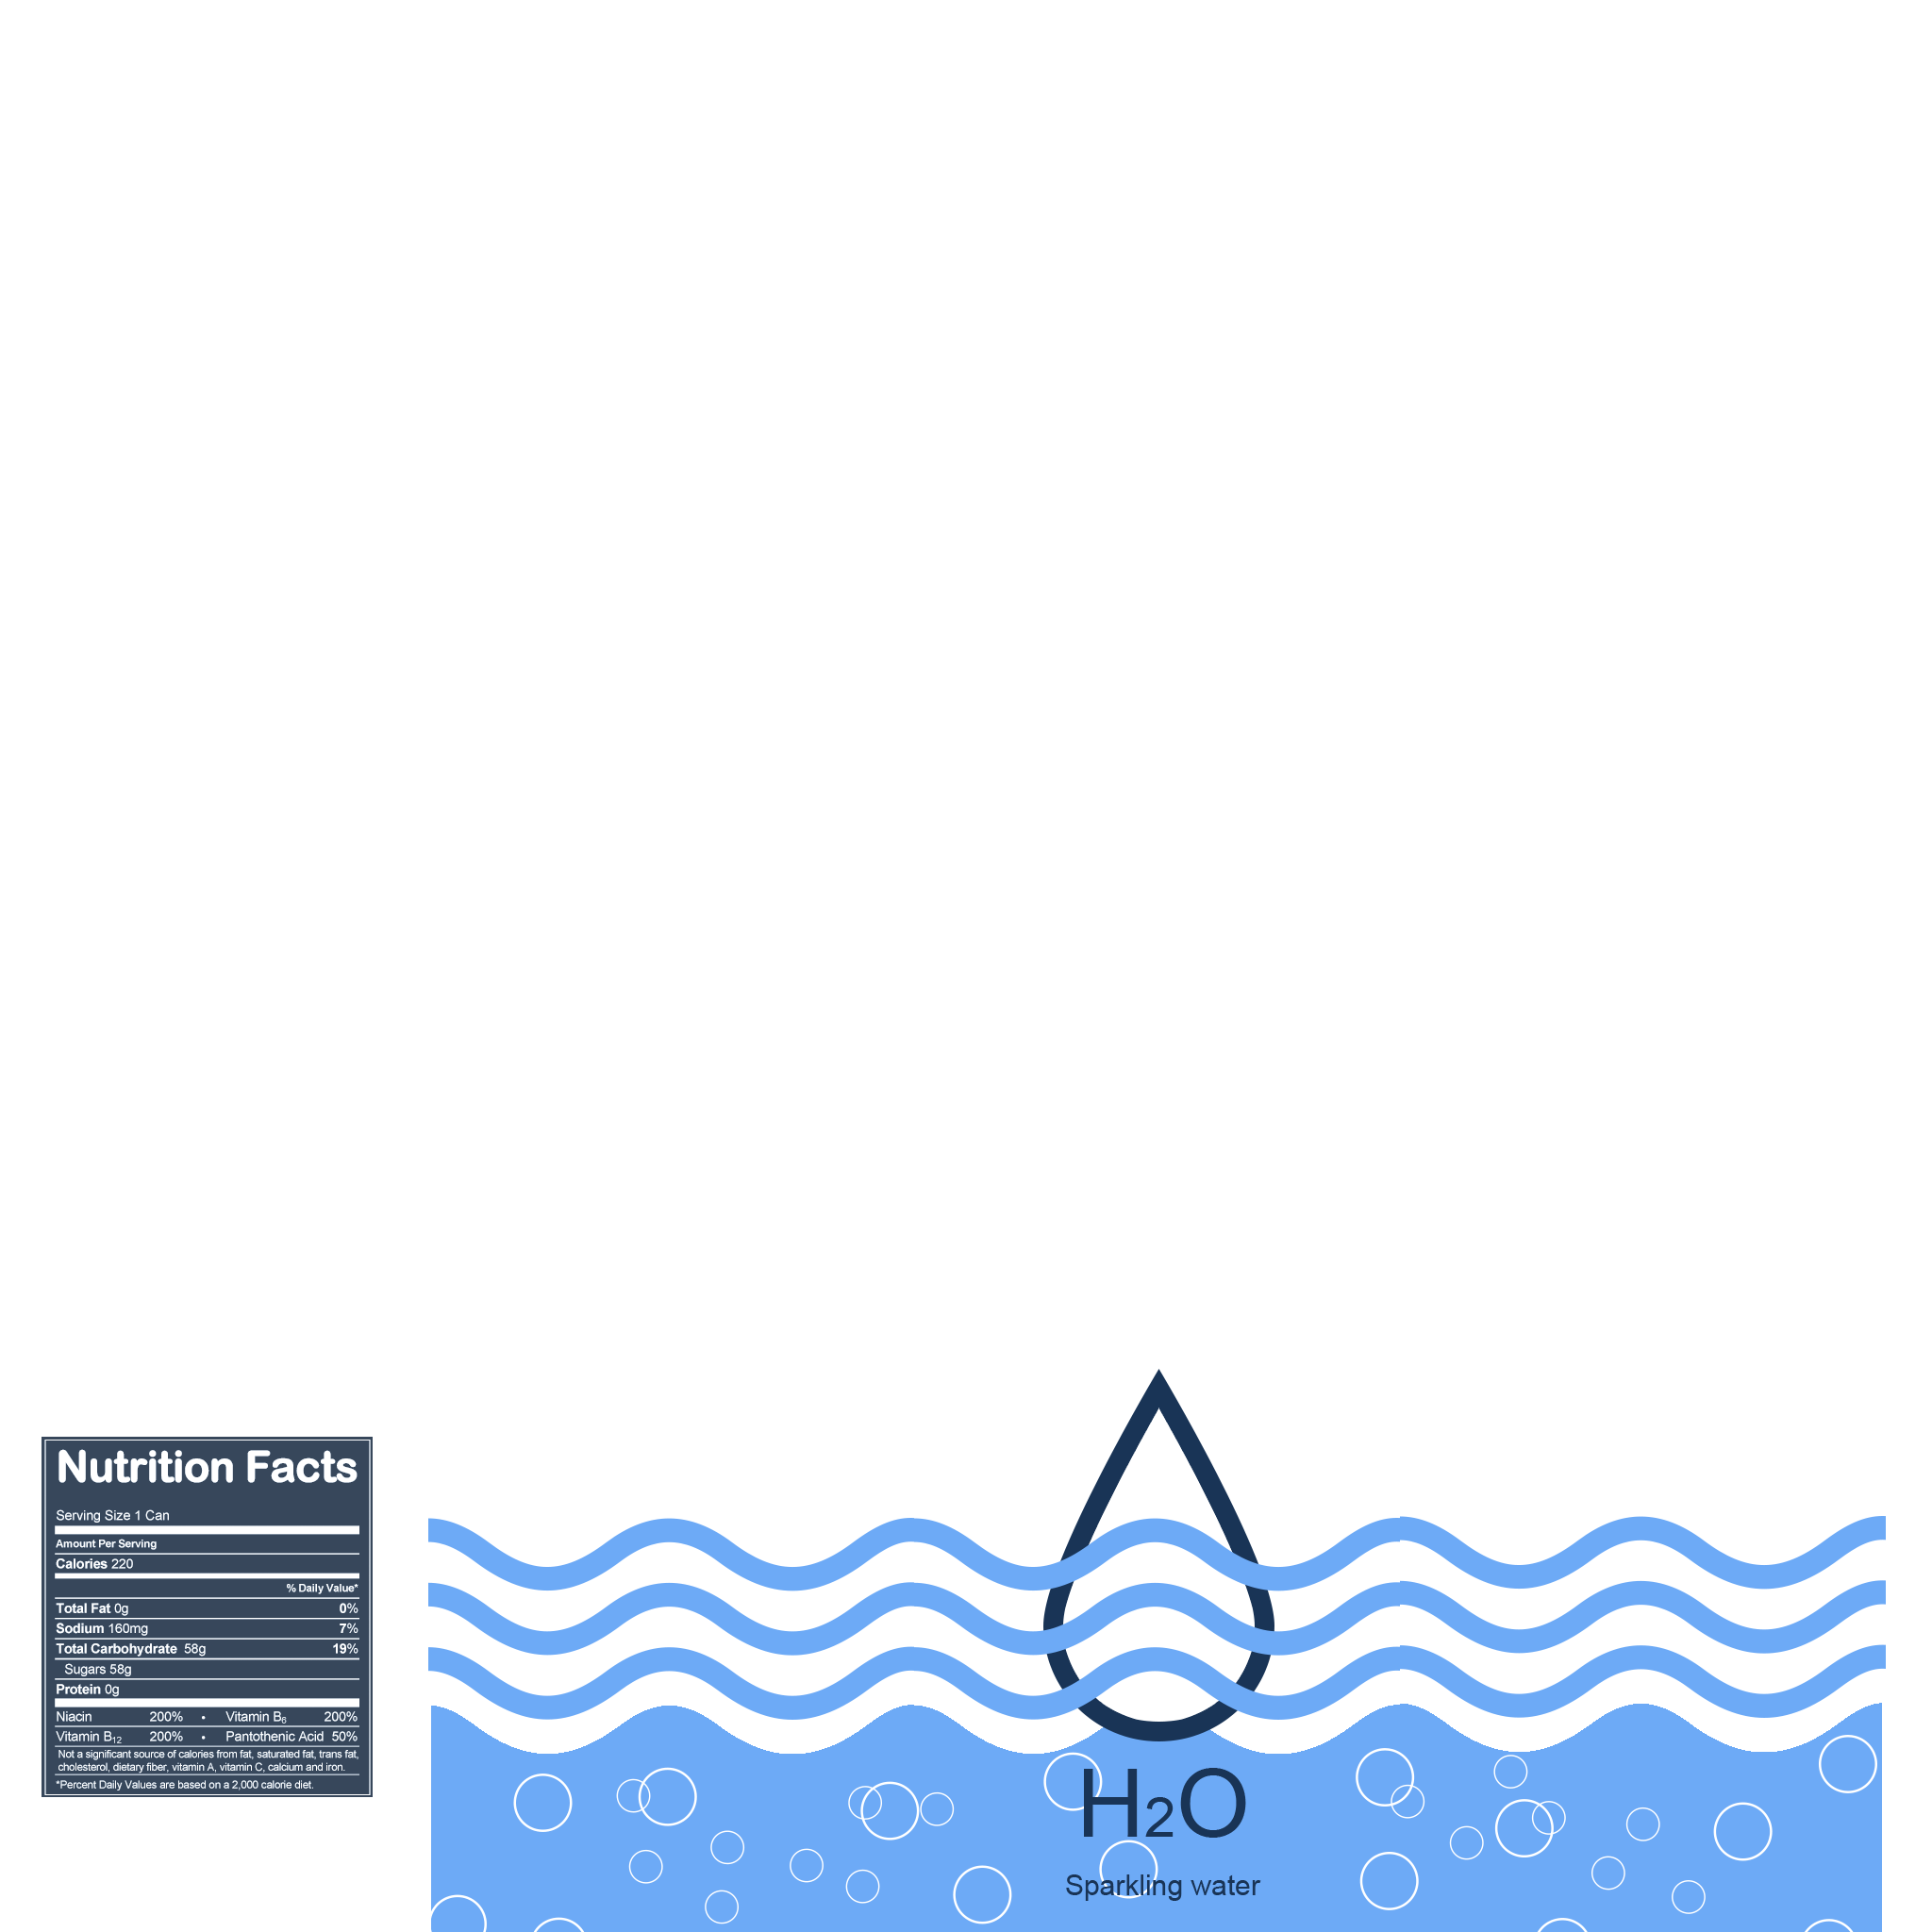 Nutrition Facts
Serving Size 1 Can
Amount Per Serving
Calories 220
% Daily Value*
Total Fat 0g 0%
Sodium 160mg 7%
Total Carbohydrate 58g 19%
Sugars 58g
Protein 0g
Niacin 200% • Vitamin B6 200%
Vitamin B12 200% • Pantothenic Acid 50%
Not a significant source of calories from fat, saturated fat, trans fat,
cholesterol, dietary fiber, vitamin A, vitamin C, calcium and iron.
*Percent Daily Values are based on a 2,000 calorie diet.
H2O
Sparkling water